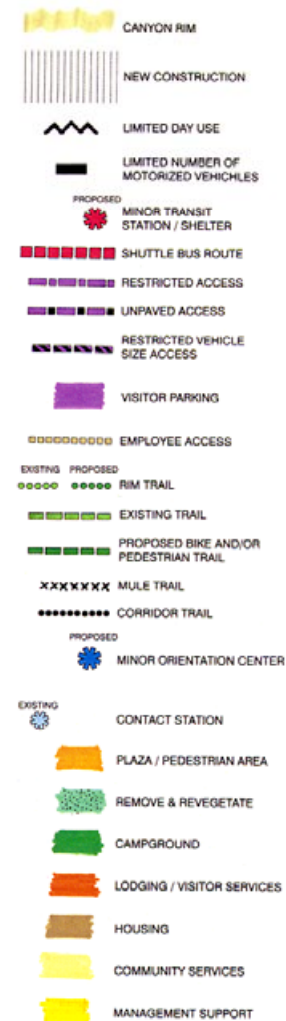 CANYON RIM
NEW CONSTRUCTION
LIMITED DAY USE
LIMITED NUMBER OF
MOTORIZED VEHICHLES
PROPOSED
MINOR TRANSIT
STATION / SHELTER
SHUTTLE BUS ROUTE
RESTRICTED ACCESS
UNPAVED ACCESS
RESTRICTED VEHICLE
SIZE ACCESS
VISITOR PARKING
EMPLOYEE ACCESS
EXISTING PROPOSED
RIM TRAIL
EXISTING TRAIL
PROPOSED BIKE AND/OR
PEDESTRIAN TRAIL
MULE TRAIL
CORRIDOR TRAIL
PROPOSED
MINOR ORIENTATION CENTER
EXISTING
CONTACT STATION
PLAZA / PEDESTRIAN AREA
REMOVE & REVEGETATE
CAMPGROUND
LODGING / VISITOR SERVICES
HOUSING
COMMUNITY SERVICES
MANAGEMENT SUPPORT